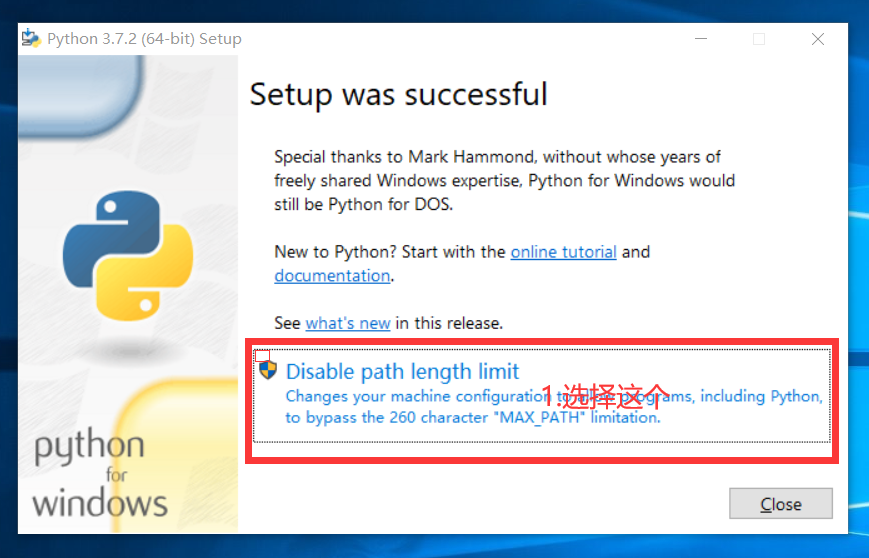 Python 3.7.2 (64-bit) Setup
Setup was successful
Special thanks to Mark Hammond, without whose years of
freely shared Windows expertise, Python for Windows would
still be Python for DOS.
New to Python? Start with the online tutorial and
documentation.
See what's new in this release.
Disable path length limit
Changes your machine configuration to allow programs, including Python,
1.选择这个
to bypass the 260 character "MAX_PATH" limitation.
python
for
windows
Close